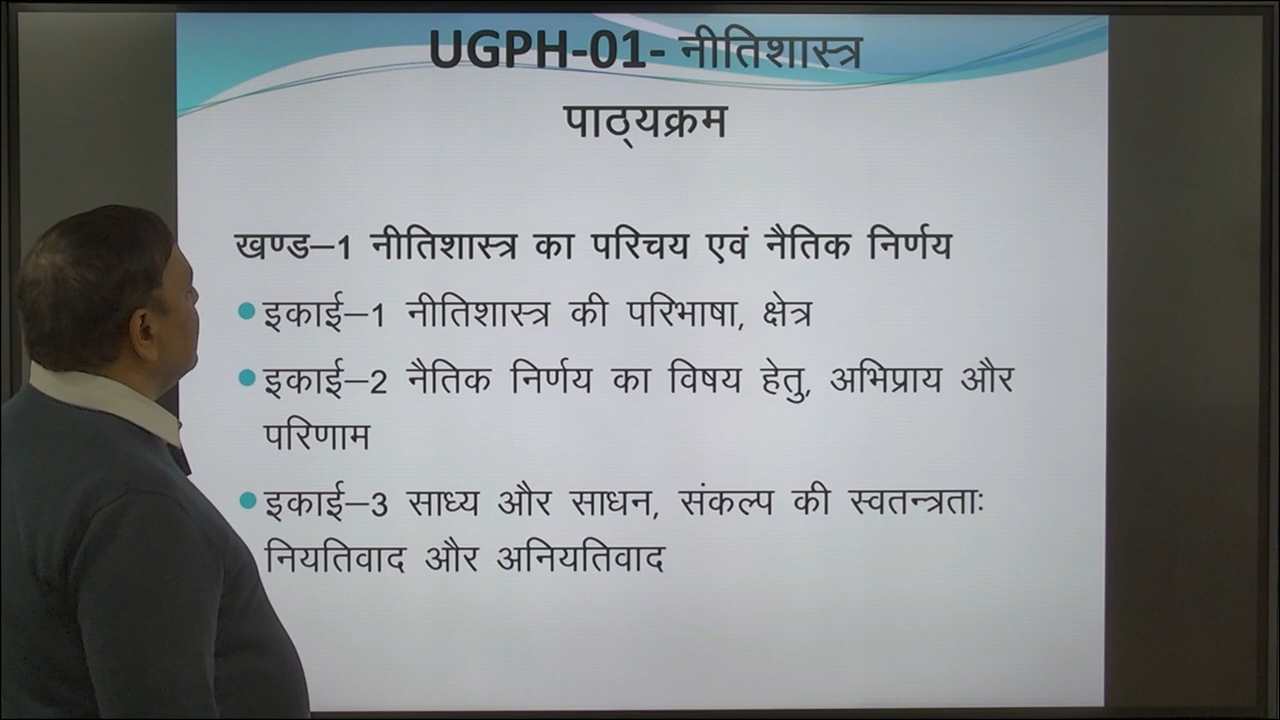 UGPH-01- नीतिशास्त्र
पाठ्यक्रम
खण्ड–1 नीतिशास्त्र का परिचय एवं नैतिक निर्णय
इकाई–1 नीतिशास्त्र की परिभाषा, क्षेत्र
इकाई–2 नैतिक निर्णय का विषय हेतु, अभिप्राय और
परिणाम
इकाई–3 साध्य और साधन, संकल्प की स्वतन्त्रताः
नियतिवाद और अनियतिवाद